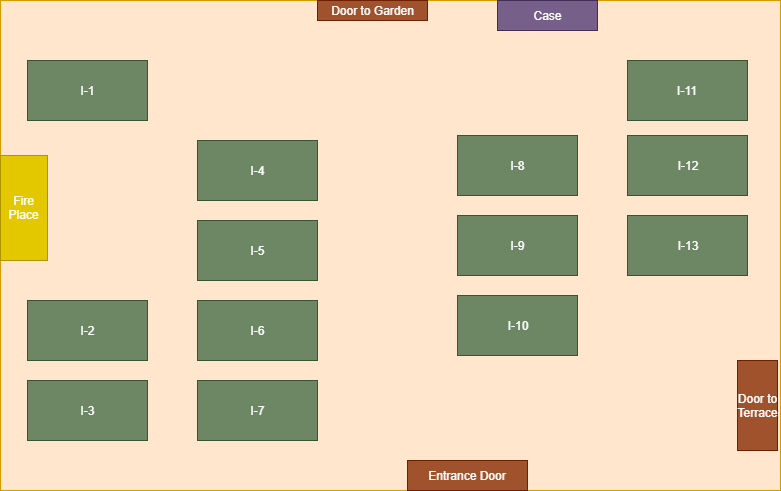 Door to Garden
Case
I-1
I-11
I-4
I-8
I-12
Fire
Place
I-5
I-9
I-13
I-2
I-6
I-10
I-3
I-7
Door to
Terrace
Entrance Door